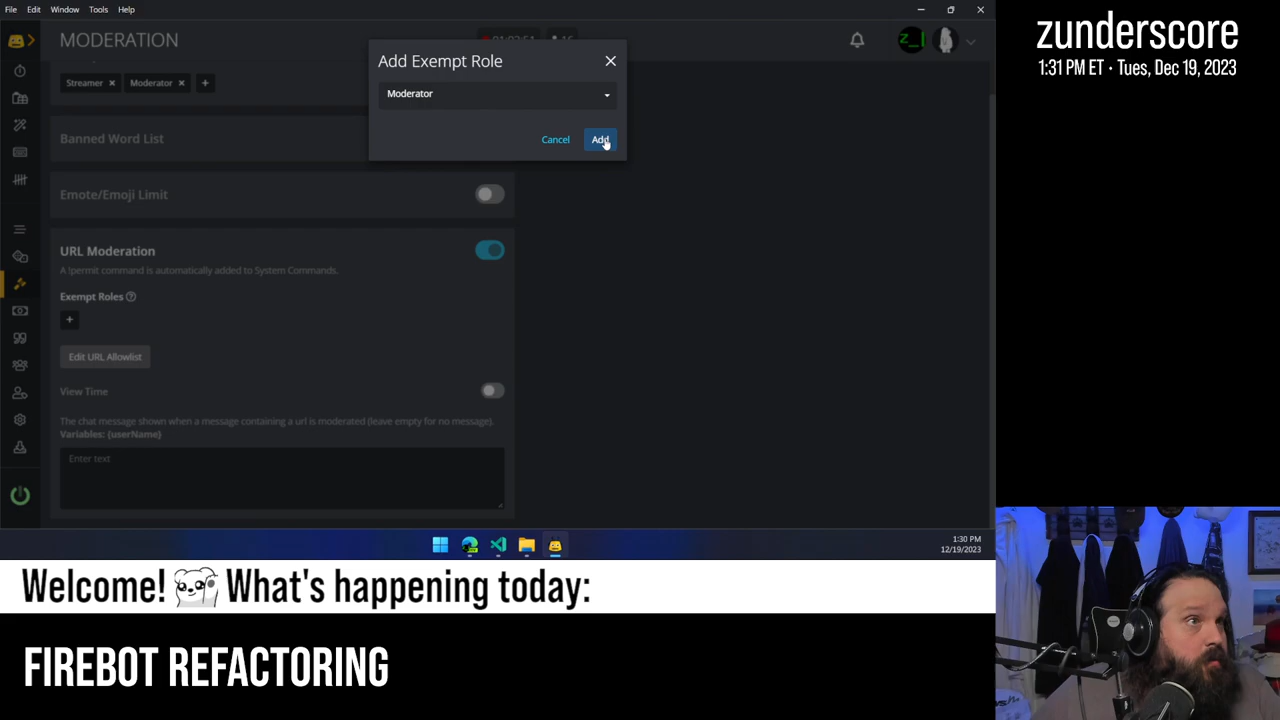 File Edit Window Tools Help
MODERATION
Streamer × Moderator × +
Banned Word List
Emote/Emoji Limit
URL Moderation
A !permit command is automatically added to System Commands.
Exempt Roles
+
Edit URL Allowlist
View Time
The chat message shown when a message containing a url is moderated (leave empty for no message).
Variables: {userName}
Enter text
Add Exempt Role
Moderator
Cancel Add
z_
1:30 PM
12/19/2023
zunderscore
1:31 PM ET · Tues, Dec 19, 2023
Welcome! What's happening today:
FIREBOT REFACTORING